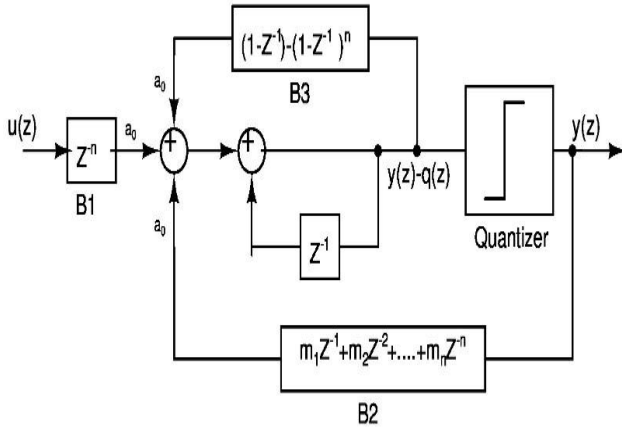 (1-Z⁻¹)-(1-Z⁻¹ )ⁿ
B3
a₀
u(z)
Z⁻ⁿ
a₀
B1
+
+
y(z)-q(z)
y(z)
Quantizer
Z⁻¹
a₀
m₁Z⁻¹+m₂Z⁻²+....+mₙZ⁻ⁿ
B2